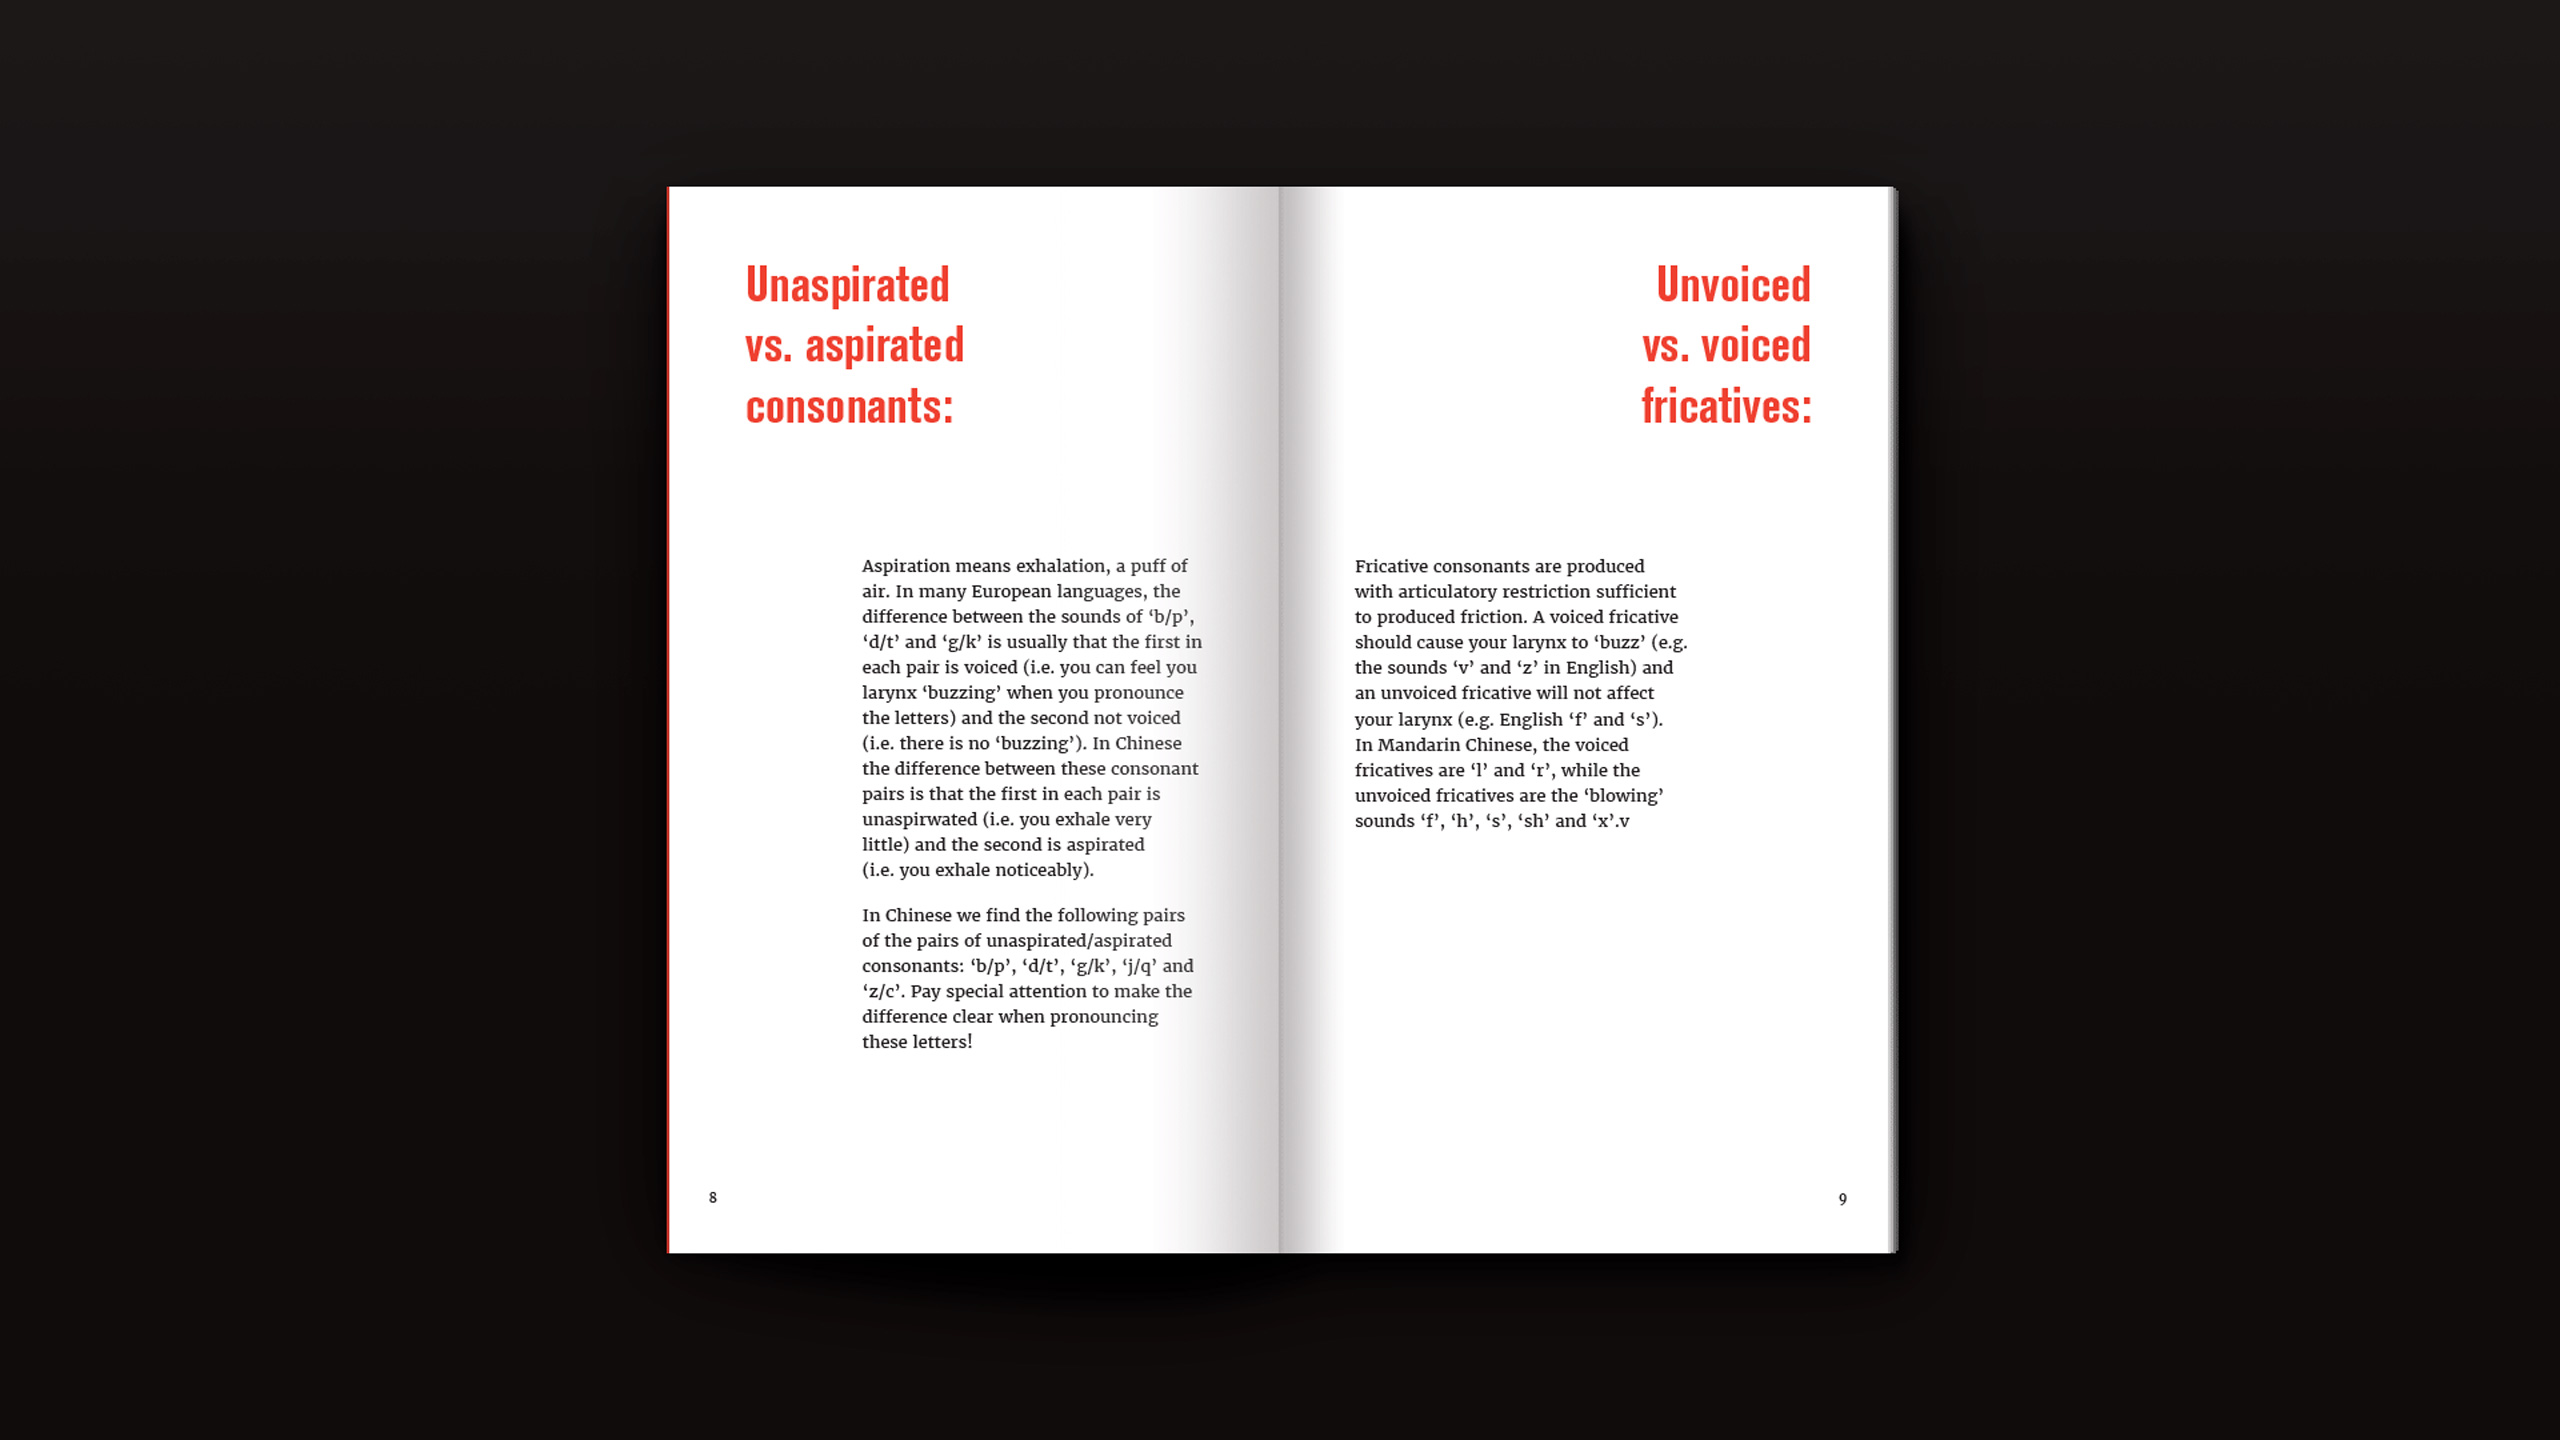 Unaspirated
vs. aspirated
consonants:
Aspiration means exhalation, a puff of
air. In many European languages, the
difference between the sounds of ‘b/p’,
‘d/t’ and ‘g/k’ is usually that the first in
each pair is voiced (i.e. you can feel you
larynx ‘buzzing’ when you pronounce
the letters) and the second not voiced
(i.e. there is no ‘buzzing’). In Chinese
the difference between these consonant
pairs is that the first in each pair is
unaspirwated (i.e. you exhale very
little) and the second is aspirated
(i.e. you exhale noticeably).
In Chinese we find the following pairs
of the pairs of unaspirated/aspirated
consonants: ‘b/p’, ‘d/t’, ‘g/k’, ‘j/q’ and
‘z/c’. Pay special attention to make the
difference clear when pronouncing
these letters!
8
Unvoiced
vs. voiced
fricatives:
Fricative consonants are produced
with articulatory restriction sufficient
to produced friction. A voiced fricative
should cause your larynx to ‘buzz’ (e.g.
the sounds ‘v’ and ‘z’ in English) and
an unvoiced fricative will not affect
your larynx (e.g. English ‘f’ and ‘s’).
In Mandarin Chinese, the voiced
fricatives are ‘l’ and ‘r’, while the
unvoiced fricatives are the ‘blowing’
sounds ‘f’, ‘h’, ‘s’, ‘sh’ and ‘x’.v
9